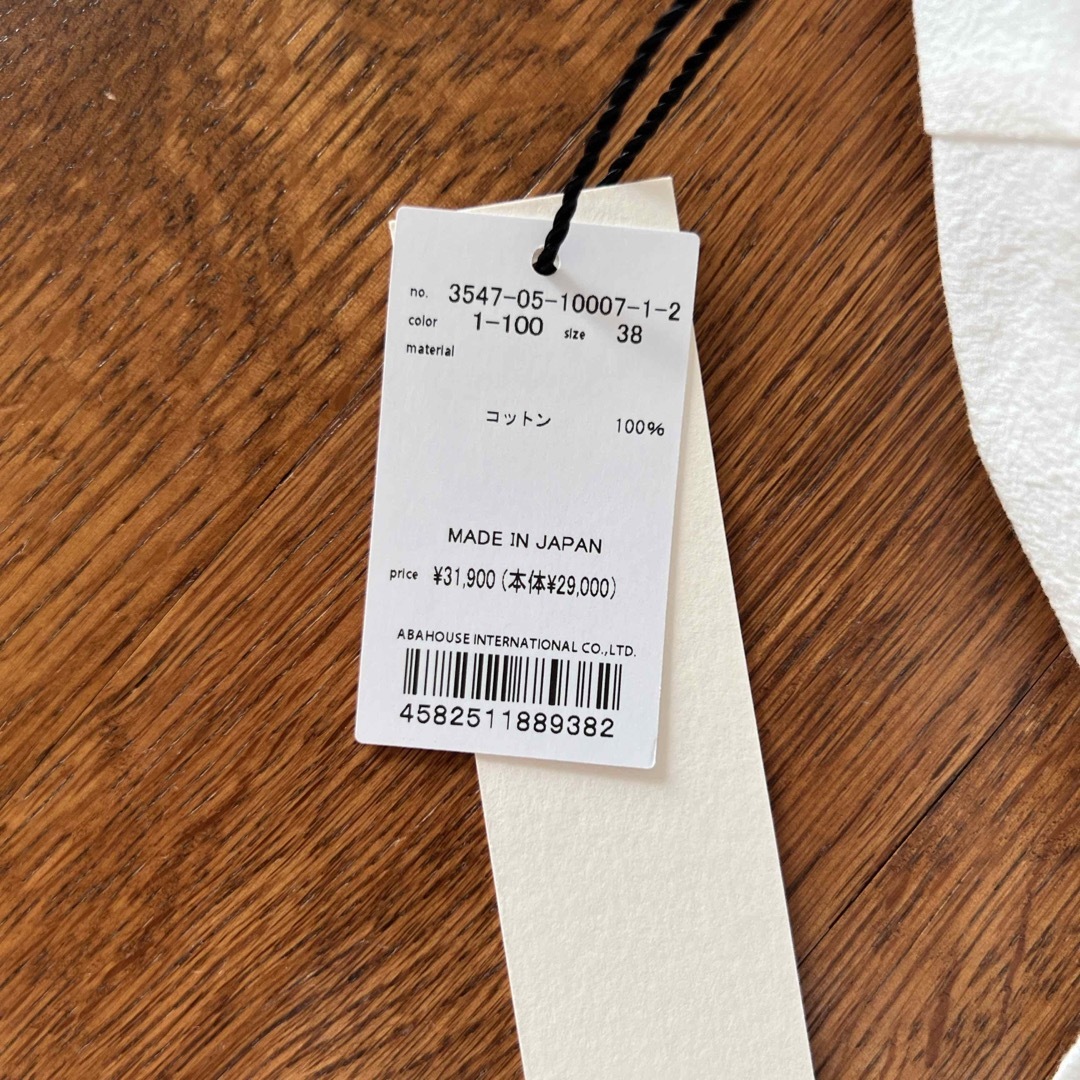 no. 3547-05-10007-1-2
color 1-100 size 38
material
コットン 100%
MADE IN JAPAN
price ¥31,900 (本体¥29,000)
ABAHOUSE INTERNATIONAL CO.,LTD.
4582511889382